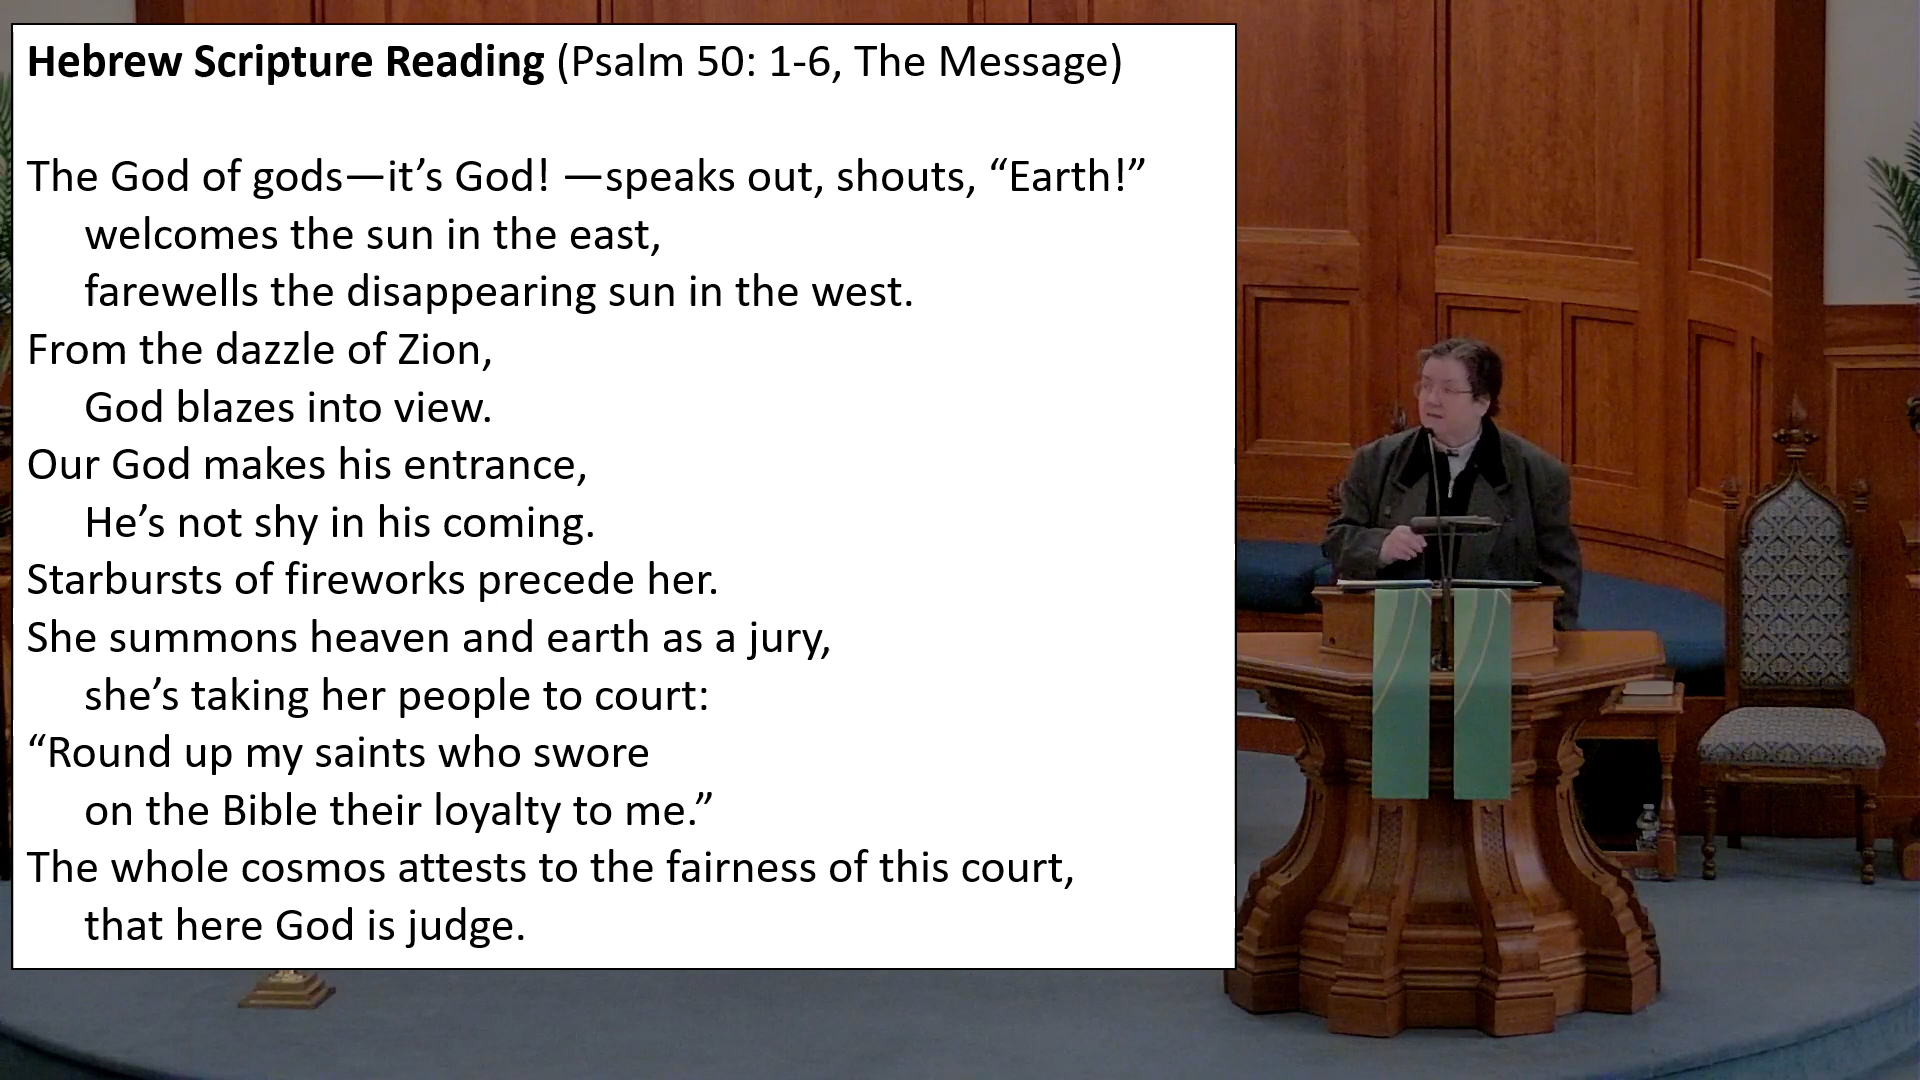 Hebrew Scripture Reading (Psalm 50: 1-6, The Message)
The God of gods—it’s God! —speaks out, shouts, “Earth!”
welcomes the sun in the east,
farewells the disappearing sun in the west.
From the dazzle of Zion,
God blazes into view.
Our God makes his entrance,
He’s not shy in his coming.
Starbursts of fireworks precede her.
She summons heaven and earth as a jury,
she’s taking her people to court:
“Round up my saints who swore
on the Bible their loyalty to me.”
The whole cosmos attests to the fairness of this court,
that here God is judge.